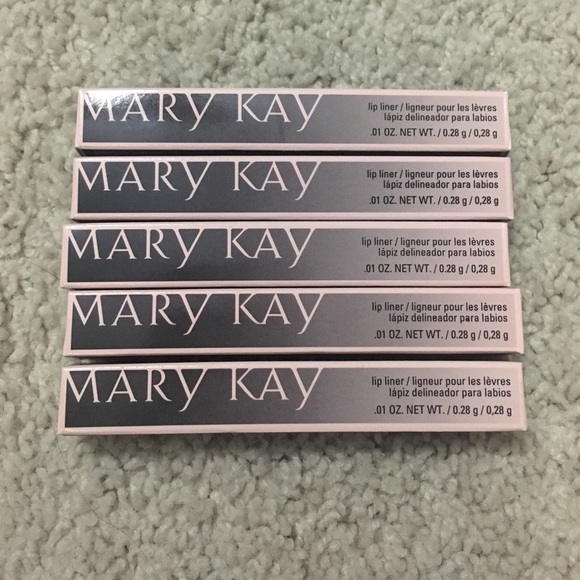 MARY KAY
lip liner / ligneur pour les lèvres
lápiz delineador para labios
.01 OZ. NET WT. / 0.28 g / 0,28 g
MARY KAY
lip liner / ligneur pour les lèvres
lápiz delineador para labios
.01 OZ. NET WT. / 0.28 g / 0,28 g
MARY KAY
lip liner / ligneur pour les lèvres
lápiz delineador para labios
.01 OZ. NET WT. / 0.28 g / 0,28 g
MARY KAY
lip liner / ligneur pour les lèvres
lápiz delineador para labios
.01 OZ. NET WT. / 0.28 g / 0,28 g
MARY KAY
lip liner / ligneur pour les lèvres
lápiz delineador para labios
.01 OZ. NET WT. / 0.28 g / 0,28 g